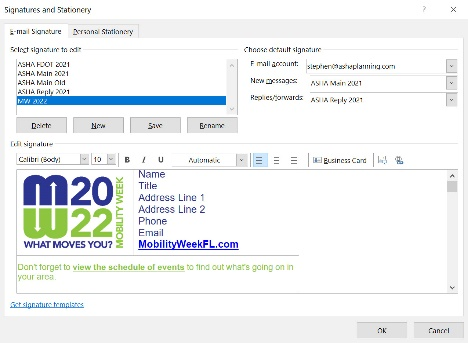 Signatures and Stationery
? ×
E-mail Signature Personal Stationery
Select signature to edit
Choose default signature
ASHA FDOT 2021
ASHA Main 2021
ASHA Main Old
ASHA Reply 2021
MW 2022
E-mail account: stephen@ashaplanning.com
New messages: ASHA Main 2021
Replies/forwards: ASHA Reply 2021
Delete New Save Rename
Edit signature
Calibri (Body) 10 B I U Automatic Business Card
M20
W22
MOBILITY WEEK
WHAT MOVES YOU?
Name
Title
Address Line 1
Address Line 2
Phone
Email
MobilityWeekFL.com
Don't forget to view the schedule of events to find out what's going on in
your area.
Get signature templates
OK Cancel